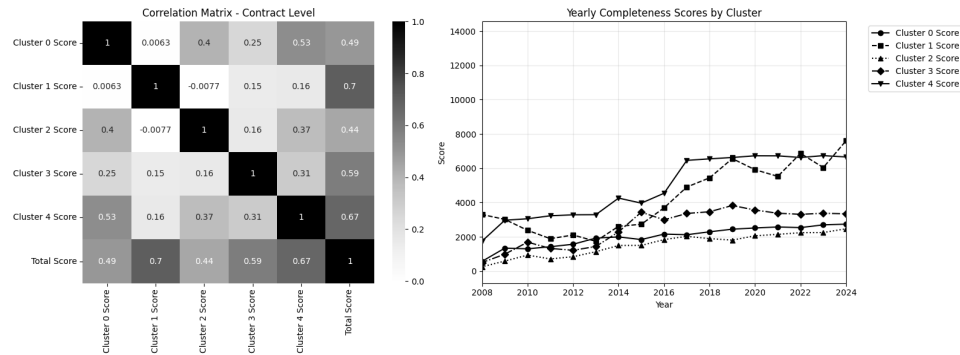 Correlation Matrix - Contract Level
Cluster 0 Score
1
0.0063
0.4
0.25
0.53
0.49
Cluster 1 Score
0.0063
1
-0.0077
0.15
0.16
0.7
Cluster 2 Score
0.4
-0.0077
1
0.16
0.37
0.44
Cluster 3 Score
0.25
0.15
0.16
1
0.31
0.59
Cluster 4 Score
0.53
0.16
0.37
0.31
1
0.67
Total Score
0.49
0.7
0.44
0.59
0.67
1
Cluster 0 Score
Cluster 1 Score
Cluster 2 Score
Cluster 3 Score
Cluster 4 Score
Total Score
1.0
0.8
0.6
0.4
0.2
0.0
Yearly Completeness Scores by Cluster
Score
14000
12000
10000
8000
6000
4000
2000
0
2008
2010
2012
2014
2016
2018
2020
2022
2024
Year
Cluster 0 Score
Cluster 1 Score
Cluster 2 Score
Cluster 3 Score
Cluster 4 Score